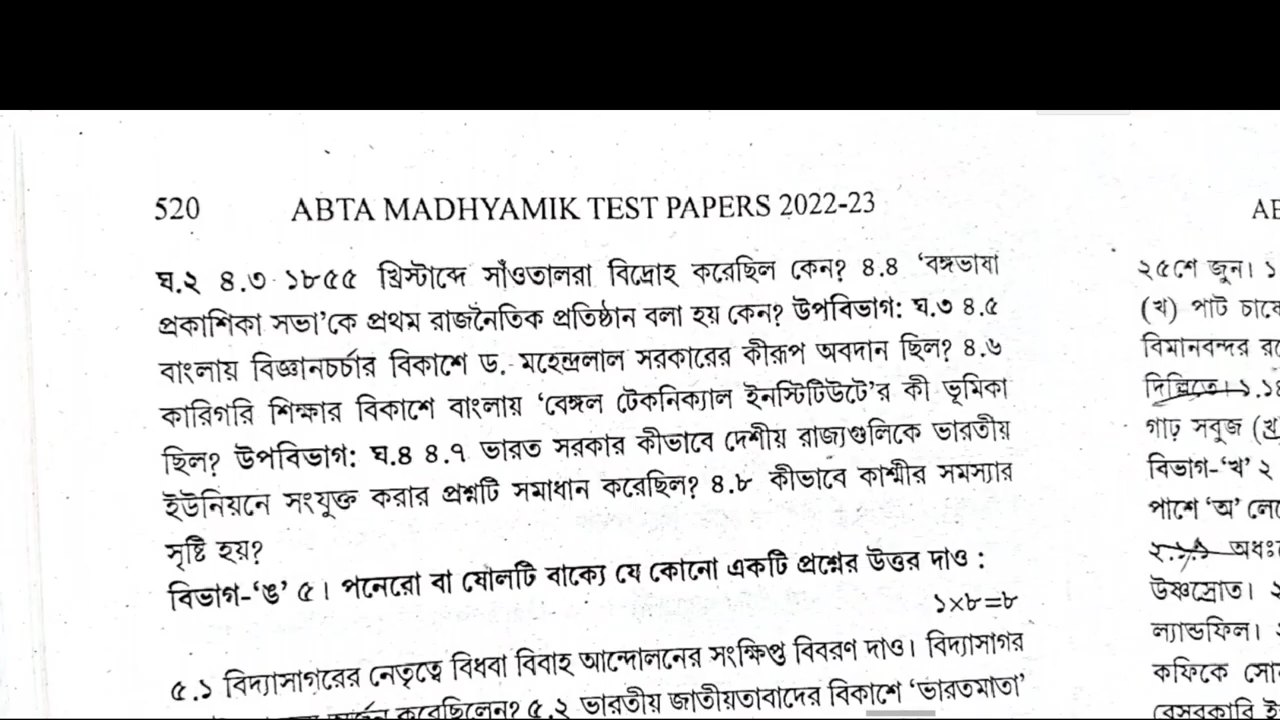 520 ABTA MADHYAMIK TEST PAPERS 2022-23
ঘ.২ ৪.৩ ১৮৫৫ খ্রিস্টাব্দে সাঁওতালরা বিদ্রোহ করেছিল কেন? ৪.৪ 'বঙ্গভাষা
প্রকাশিকা সভা'কে প্রথম রাজনৈতিক প্রতিষ্ঠান বলা হয় কেন? উপবিভাগ: ঘ.৩ ৪.৫
বাংলায় বিজ্ঞানচর্চার বিকাশে ড. মহেন্দ্রলাল সরকারের কীরূপ অবদান ছিল? ৪.৬
কারিগরি শিক্ষার বিকাশে বাংলায় 'বেঙ্গল টেকনিক্যাল ইনস্টিটিউটে'র কী ভূমিকা
ছিল? উপবিভাগ: ঘ.৪ ৪.৭ ভারত সরকার কীভাবে দেশীয় রাজ্যগুলিকে ভারতীয়
ইউনিয়নে সংযুক্ত করার প্রশ্নটি সমাধান করেছিল? ৪.৮ কীভাবে কাশ্মীর সমস্যার
সৃষ্টি হয়?
বিভাগ-'ঙ' ৫। পনেরো বা ষোলটি বাক্যে যে কোনো একটি প্রশ্নের উত্তর দাও :
১x৮=৮
৫.১ বিদ্যাসাগরের নেতৃত্বে বিধবা বিবাহ আন্দোলনের সংক্ষিপ্ত বিবরণ দাও। বিদ্যাসাগর
করেছিলেন? ৫.২ ভারতীয় জাতীয়তাবাদের বিকাশে 'ভারতমাতা'
২৫শে জুন। ১
(খ) পাট
বিমানবন্দর
দিল্লিতে।
গাঢ় সবুজ
বিভাগ-'খ' ২
পাশে 'অ'
উষ্ণস্রোত।
ল্যান্ডফিল।
কফিকে
বেসরকারি